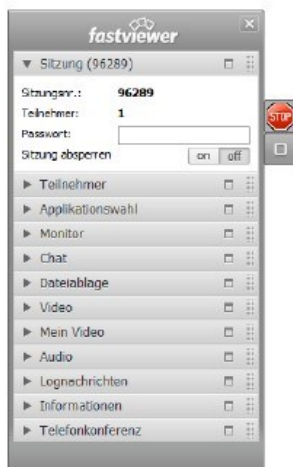 fastviewer
Sitzung (96289)
Sitzungsnr.: 96289
Teilnehmer: 1
Passwort:
Sitzung absperren on off
STOP
Teilnehmer
Applikationswahl
Monitor
Chat
Dateiablage
Video
Mein Video
Audio
Lognachrichten
Informationen
Telefonkonferenz